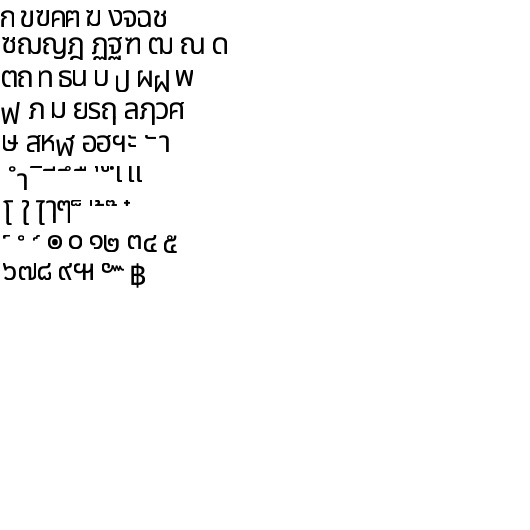 ก ขฃคฅ ฆ งจฉช
ซฌญฎ ฏฐฑ ฒ ณ ด
ตถท ธน บ ป ผฝพ
ฟ ภ ม ยรฤ ลฦวศ
ษ สหฬ อฮฯะ ั า
ำ ิ ี ึ ื ุ ู ฺ เ แ
โ ใ ไๅๆ ็ ่ ้ ๊ ๋
์ ํ ๎ ๏ ๐ ๑๒ ๓๔ ๕
๖๗๘ ๙๚ ๛ ฿